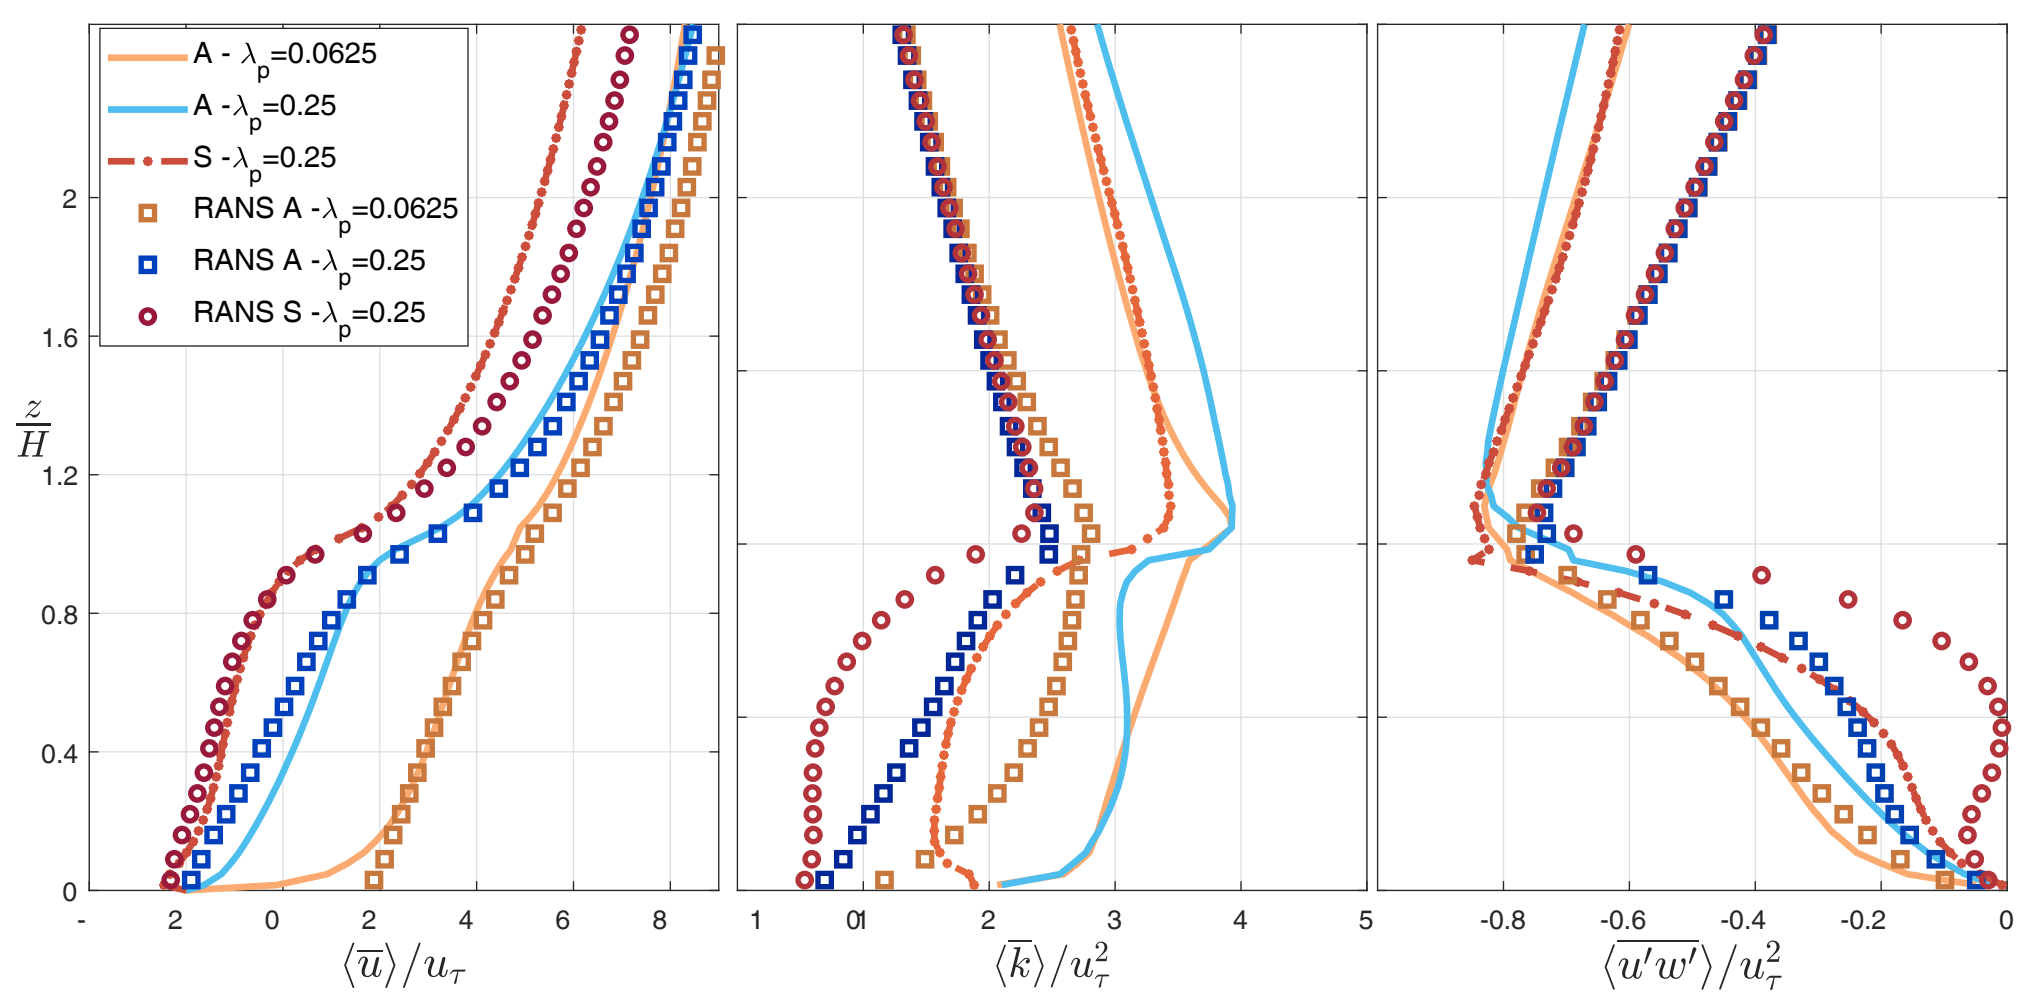 A - λp=0.0625
A -λp=0.25
S -λp=0.25
RANS A -λp=0.0625
RANS A -λp=0.25
RANS S -λp=0.25
2
1.6
1.2
0.8
0.4
0
z/H
- 2 0 2 4 6 8
1 01 2 3 4 5
-0.8 -0.6 -0.4 -0.2 0
⟨u̅⟩/uτ
⟨k̅⟩/uτ²
⟨u′w′‾⟩/uτ²